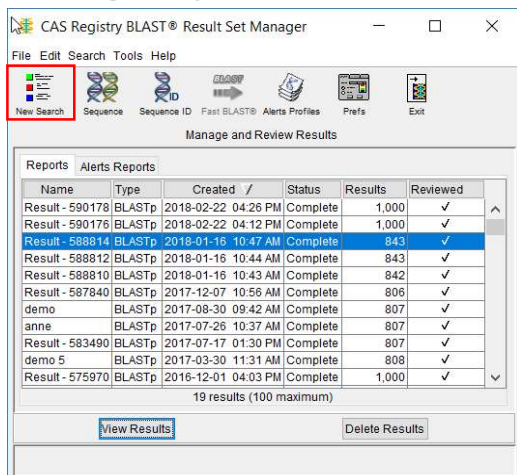 CAS Registry BLAST® Result Set Manager
File Edit Search Tools Help
BLAST
ID
New Search Sequence Sequence ID Fast BLAST® Alerts Profiles Prefs Exit
Manage and Review Results
Reports Alerts Reports
Name Type Created Status Results Reviewed
Result - 590178 BLASTp 2018-02-22 04:26 PM Complete 1,000 ✓
Result - 590176 BLASTp 2018-02-22 04:12 PM Complete 1,000 ✓
Result - 588814 BLASTp 2018-01-16 10:47 AM Complete 843 ✓
Result - 588812 BLASTp 2018-01-16 10:44 AM Complete 843 ✓
Result - 588810 BLASTp 2018-01-16 10:43 AM Complete 842 ✓
Result - 587840 BLASTp 2017-12-07 10:56 AM Complete 806 ✓
demo BLASTp 2017-08-30 09:42 AM Complete 807 ✓
anne BLASTp 2017-07-26 10:37 AM Complete 807 ✓
Result - 583490 BLASTp 2017-07-17 01:30 PM Complete 807 ✓
demo 5 BLASTp 2017-03-30 11:31 AM Complete 808 ✓
Result - 575970 BLASTp 2016-12-01 04:03 PM Complete 1,000 ✓
19 results (100 maximum)
View Results Delete Results